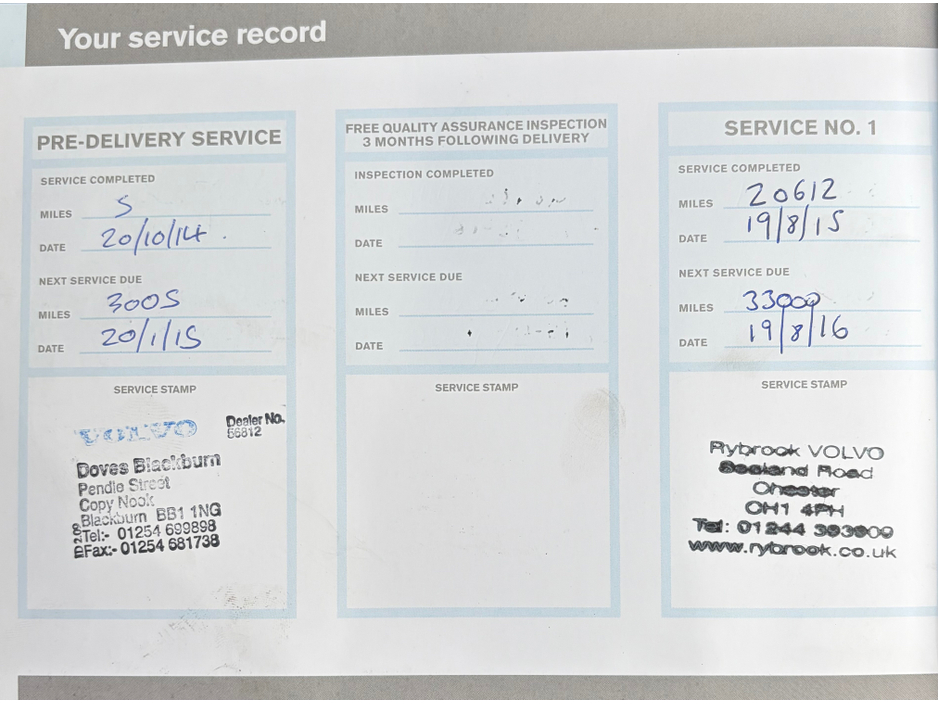 Your service record
PRE-DELIVERY SERVICE
SERVICE COMPLETED
MILES 5
DATE 20/10/14
NEXT SERVICE DUE
MILES 3005
DATE 20/1/15
SERVICE STAMP
VOLVO
Dealer No.
56812
Doves Blackburn
Pendle Street
Copy Nook
Blackburn BB1 1NG
Tel:- 01254 699898
Fax:- 01254 681738
FREE QUALITY ASSURANCE INSPECTION
3 MONTHS FOLLOWING DELIVERY
INSPECTION COMPLETED
MILES
DATE
NEXT SERVICE DUE
MILES
DATE
SERVICE STAMP
SERVICE NO. 1
SERVICE COMPLETED
MILES 20612
DATE 19/8/15
NEXT SERVICE DUE
MILES 33000
DATE 19/8/16
SERVICE STAMP
Rybrook VOLVO
Sealand Road
Chester
CH1 4PH
Tel: 01244 393909
www.rybrook.co.uk